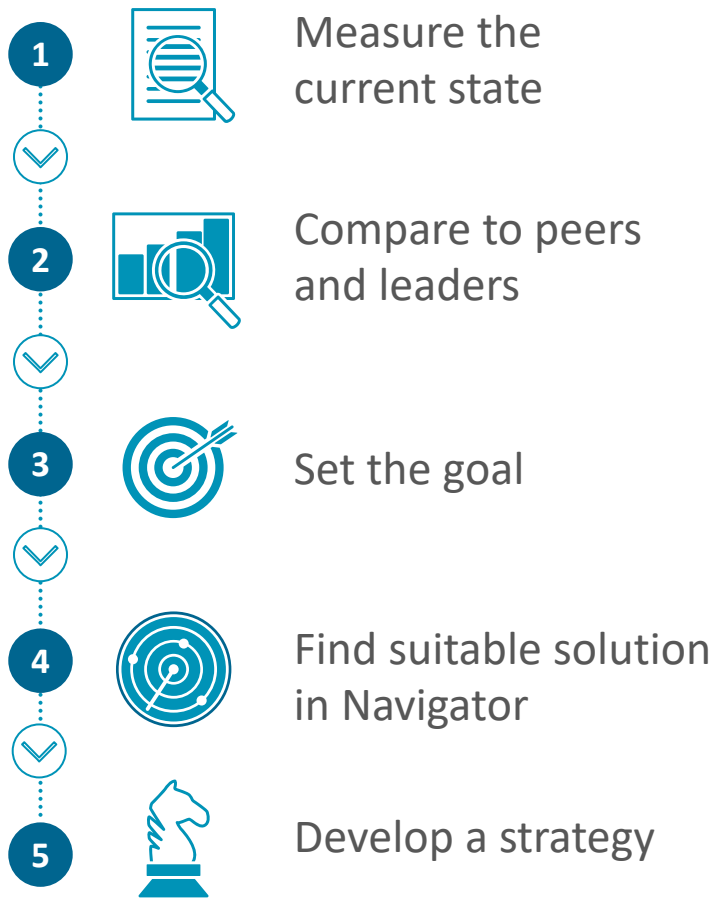 1
Measure the
current state
2
Compare to peers
and leaders
3
Set the goal
4
Find suitable solution
in Navigator
5
Develop a strategy